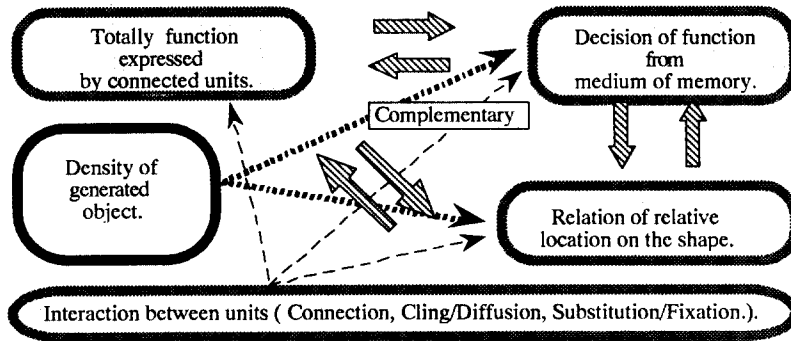 Totally function expressed
by connected units.
Decision of function
from
medium of memory.
Complementary
Density of
generated
object.
Relation of relative
location on the shape.
Interaction between units ( Connection, Cling/Diffusion, Substitution/Fixation.).